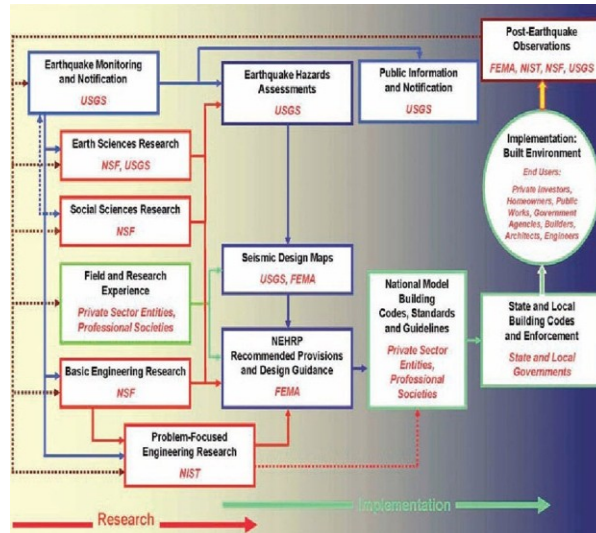 Post-Earthquake
Observations
FEMA, NIST, NSF, USGS
Earthquake Monitoring
and Notification
USGS
Earthquake Hazards
Assessments
USGS
Public Information
and Notification
USGS
Earth Sciences Research
NSF, USGS
Implementation:
Built Environment
End Users:
Private Investors,
Homeowners, Public
Works, Government
Agencies, Builders,
Architects, Engineers
Social Sciences Research
NSF
Field and Research
Experience
Private Sector Entities,
Professional Societies
Seismic Design Maps
USGS, FEMA
National Model
Building
Codes, Standards
and Guidelines
Private Sector
Entities,
Professional
Societies
State and Local
Building Codes
and Enforcement
State and Local
Governments
NEHRP
Recommended Provisions
and Design Guidance
FEMA
Basic Engineering Research
NSF
Problem-Focused
Engineering Research
NIST
Research
Implementation